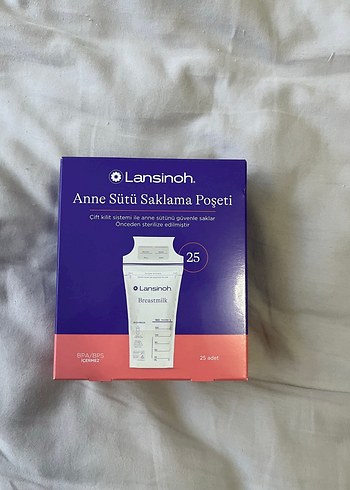 Lansinoh.
Anne Sütü Saklama Poşeti
Çift kilit sistemi ile anne sütünü güvenle saklar
Önceden sterilize edilmiştir
25
Lansinoh.
Breastmilk
BPA/BPS
İÇERMEZ
25 adet